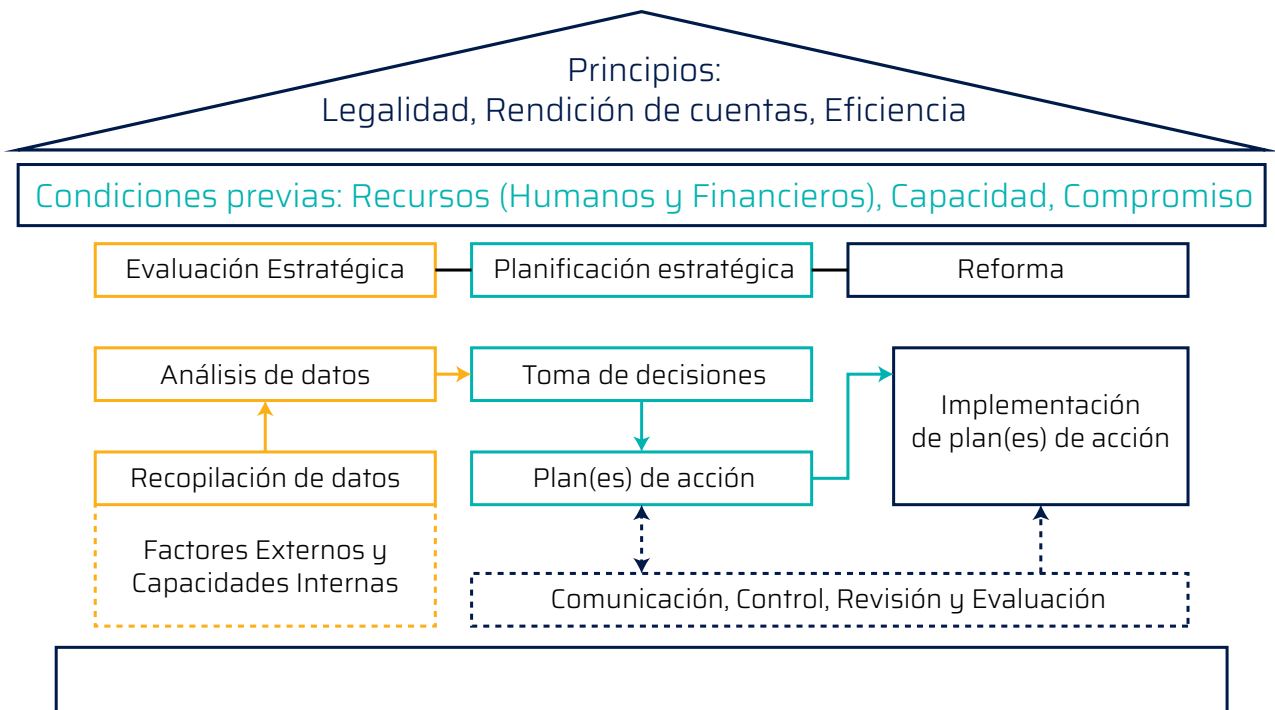 Principios:
Legalidad, Rendición de cuentas, Eficiencia
Condiciones previas: Recursos (Humanos y Financieros), Capacidad, Compromiso
Evaluación Estratégica
Planificación estratégica
Reforma
Análisis de datos
Toma de decisiones
Implementación
de plan(es) de acción
Recopilación de datos
Plan(es) de acción
Factores Externos y
Capacidades Internas
Comunicación, Control, Revisión y Evaluación